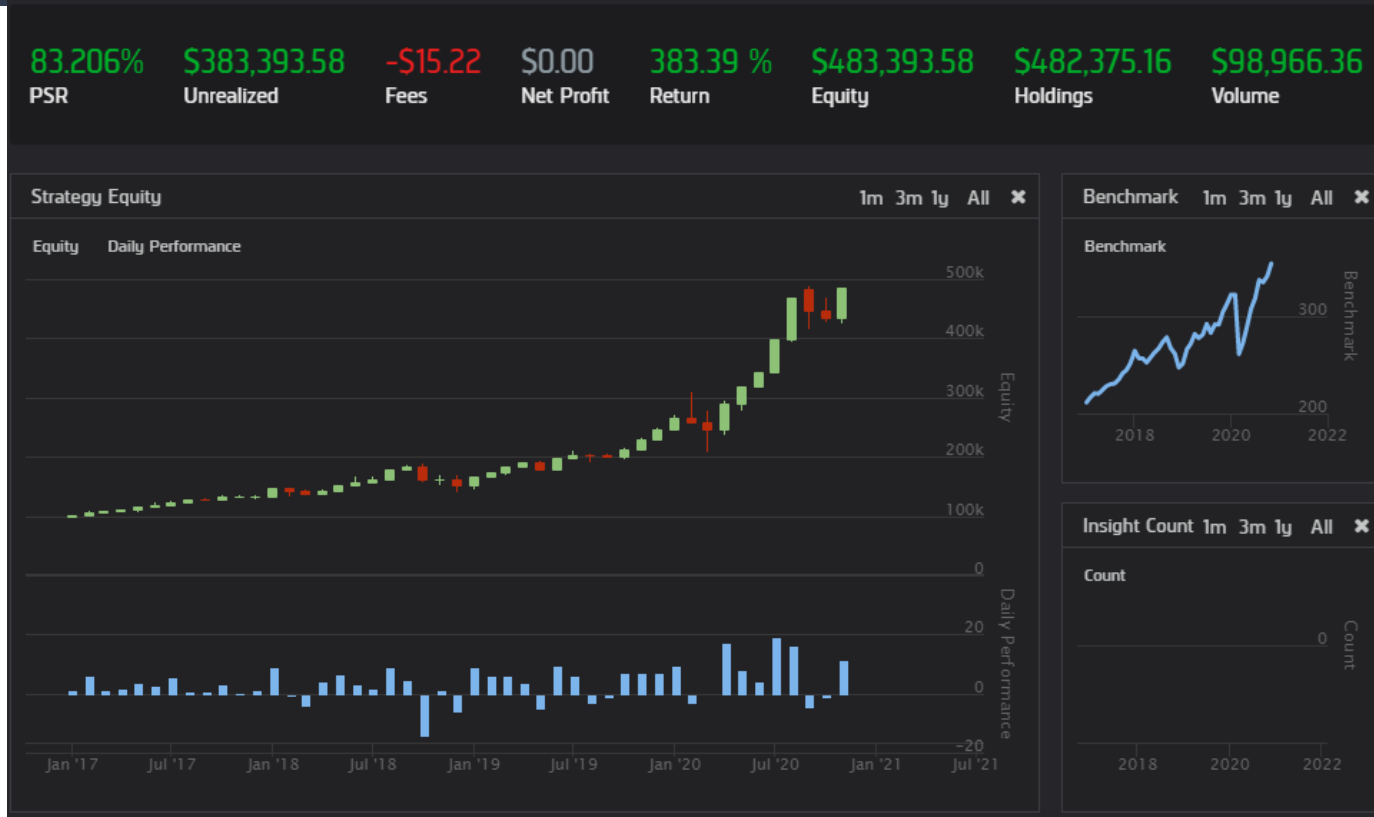 83.206% $383,393.58 -$15.22 $0.00 383.39 % $483,393.58 $482,375.16 $98,966.36
PSR Unrealized Fees Net Profit Return Equity Holdings Volume
Strategy Equity 1m 3m 1y All ✖
Equity Daily Performance
500k
400k
300k
200k
100k
0
Equity
20
0
-20
Daily Performance
Jan '17 Jul '17 Jan '18 Jul '18 Jan '19 Jul '19 Jan '20 Jul '20 Jan '21 Jul '21
Benchmark 1m 3m 1y All ✖
Benchmark
300
200
Benchmark
2018 2020 2022
Insight Count 1m 3m 1y All ✖
Count
0
Count
2018 2020 2022